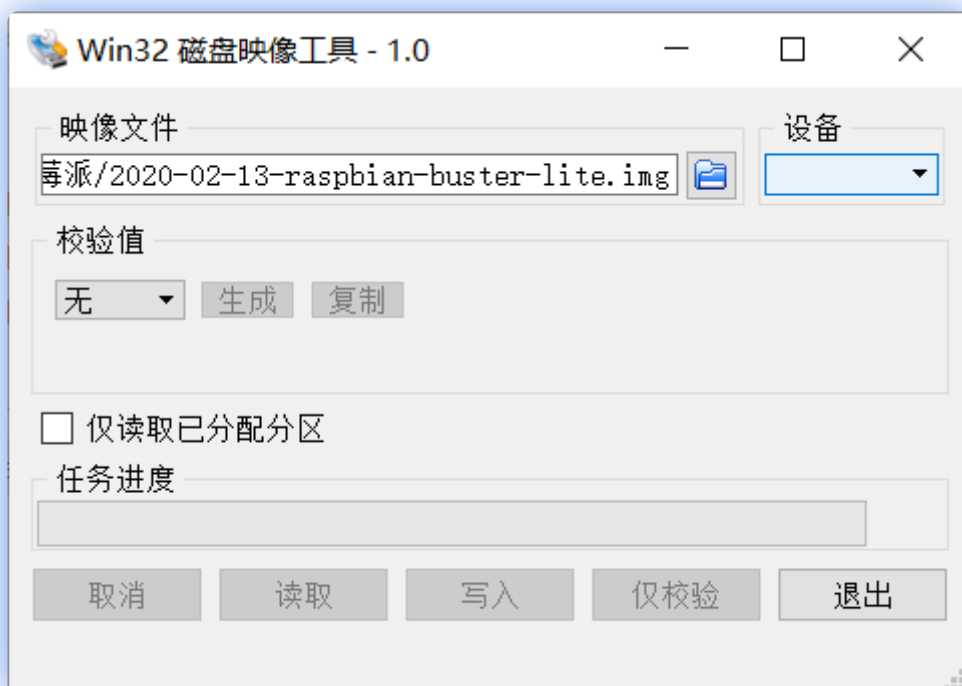 Win32 磁盘映像工具 - 1.0
映像文件
设备
莓派/2020-02-13-raspbian-buster-lite.img
校验值
无
生成
复制
仅读取已分配分区
任务进度
取消
读取
写入
仅校验
退出